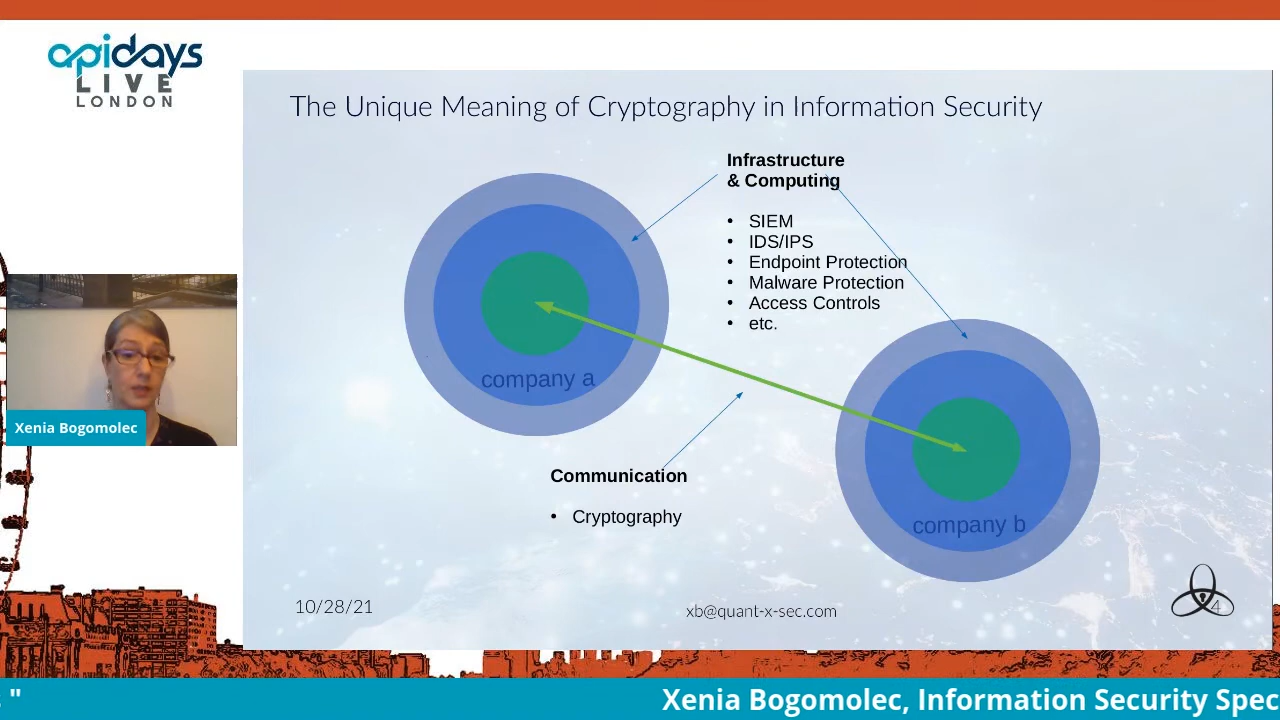 apidays
LIVE
LONDON
The Unique Meaning of Cryptography in Information Security
Infrastructure
& Computing
• SIEM
• IDS/IPS
• Endpoint Protection
• Malware Protection
• Access Controls
• etc.
company a
Xenia Bogomolec
Communication
• Cryptography
company b
10/28/21
xb@quant-x-sec.com
4
"
Xenia Bogomolec, Information Security Spec